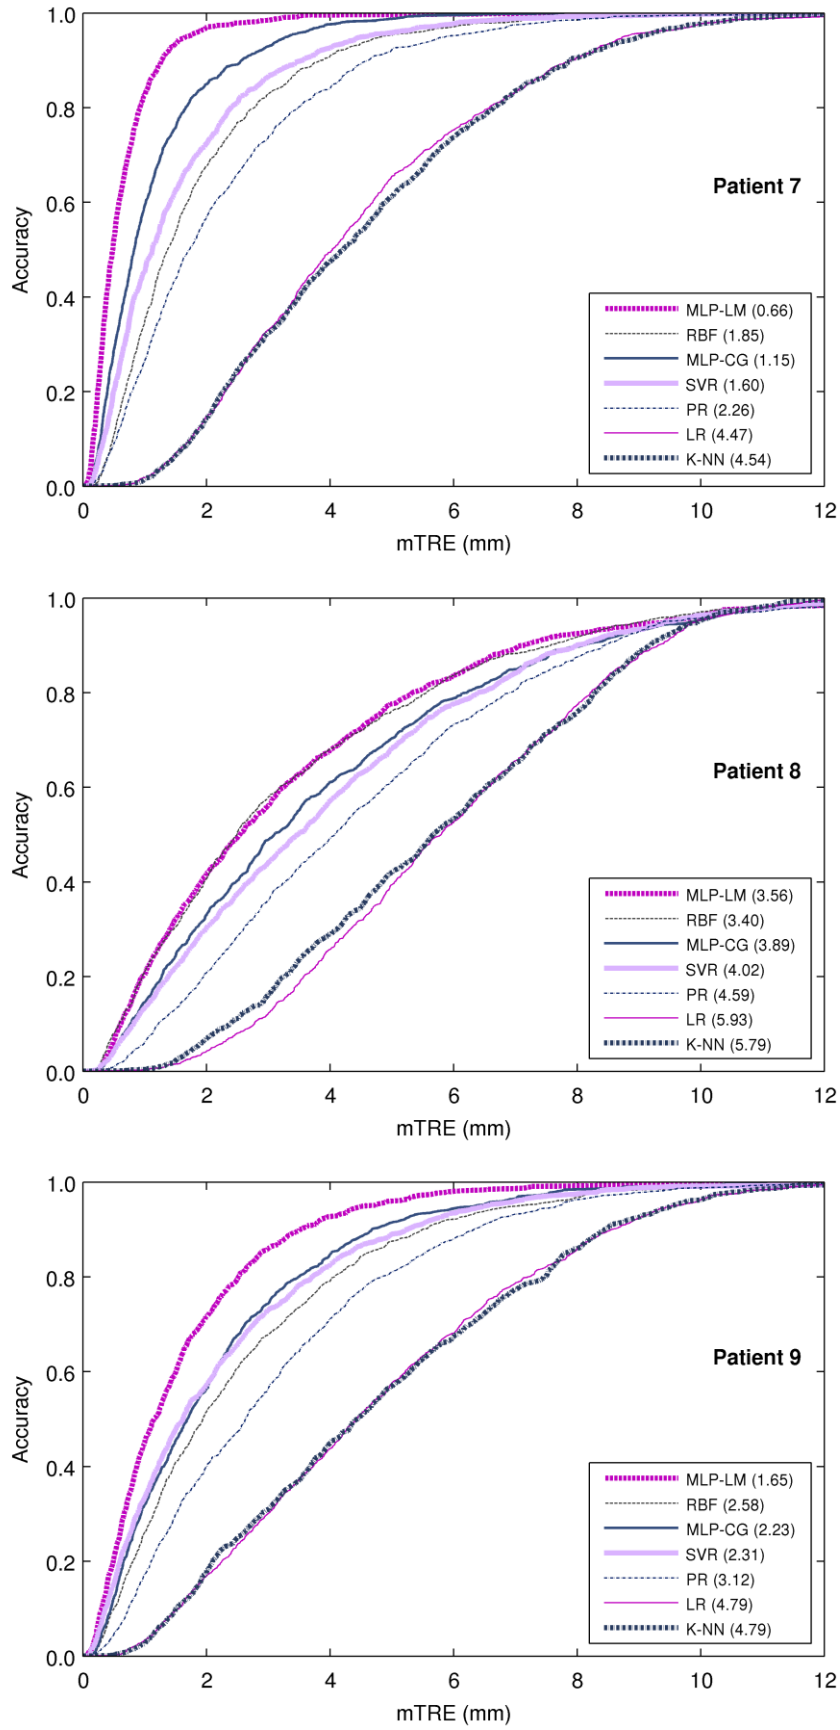 1.0
0.8
0.6
0.4
0.2
0.0
Accuracy
0
2
4
6
8
10
12
mTRE (mm)
Patient 7
MLP-LM (0.66)
RBF (1.85)
MLP-CG (1.15)
SVR (1.60)
PR (2.26)
LR (4.47)
K-NN (4.54)
1.0
0.8
0.6
0.4
0.2
0.0
Accuracy
0
2
4
6
8
10
12
mTRE (mm)
Patient 8
MLP-LM (3.56)
RBF (3.40)
MLP-CG (3.89)
SVR (4.02)
PR (4.59)
LR (5.93)
K-NN (5.79)
1.0
0.8
0.6
0.4
0.2
0.0
Accuracy
0
2
4
6
8
10
12
mTRE (mm)
Patient 9
MLP-LM (1.65)
RBF (2.58)
MLP-CG (2.23)
SVR (2.31)
PR (3.12)
LR (4.79)
K-NN (4.79)